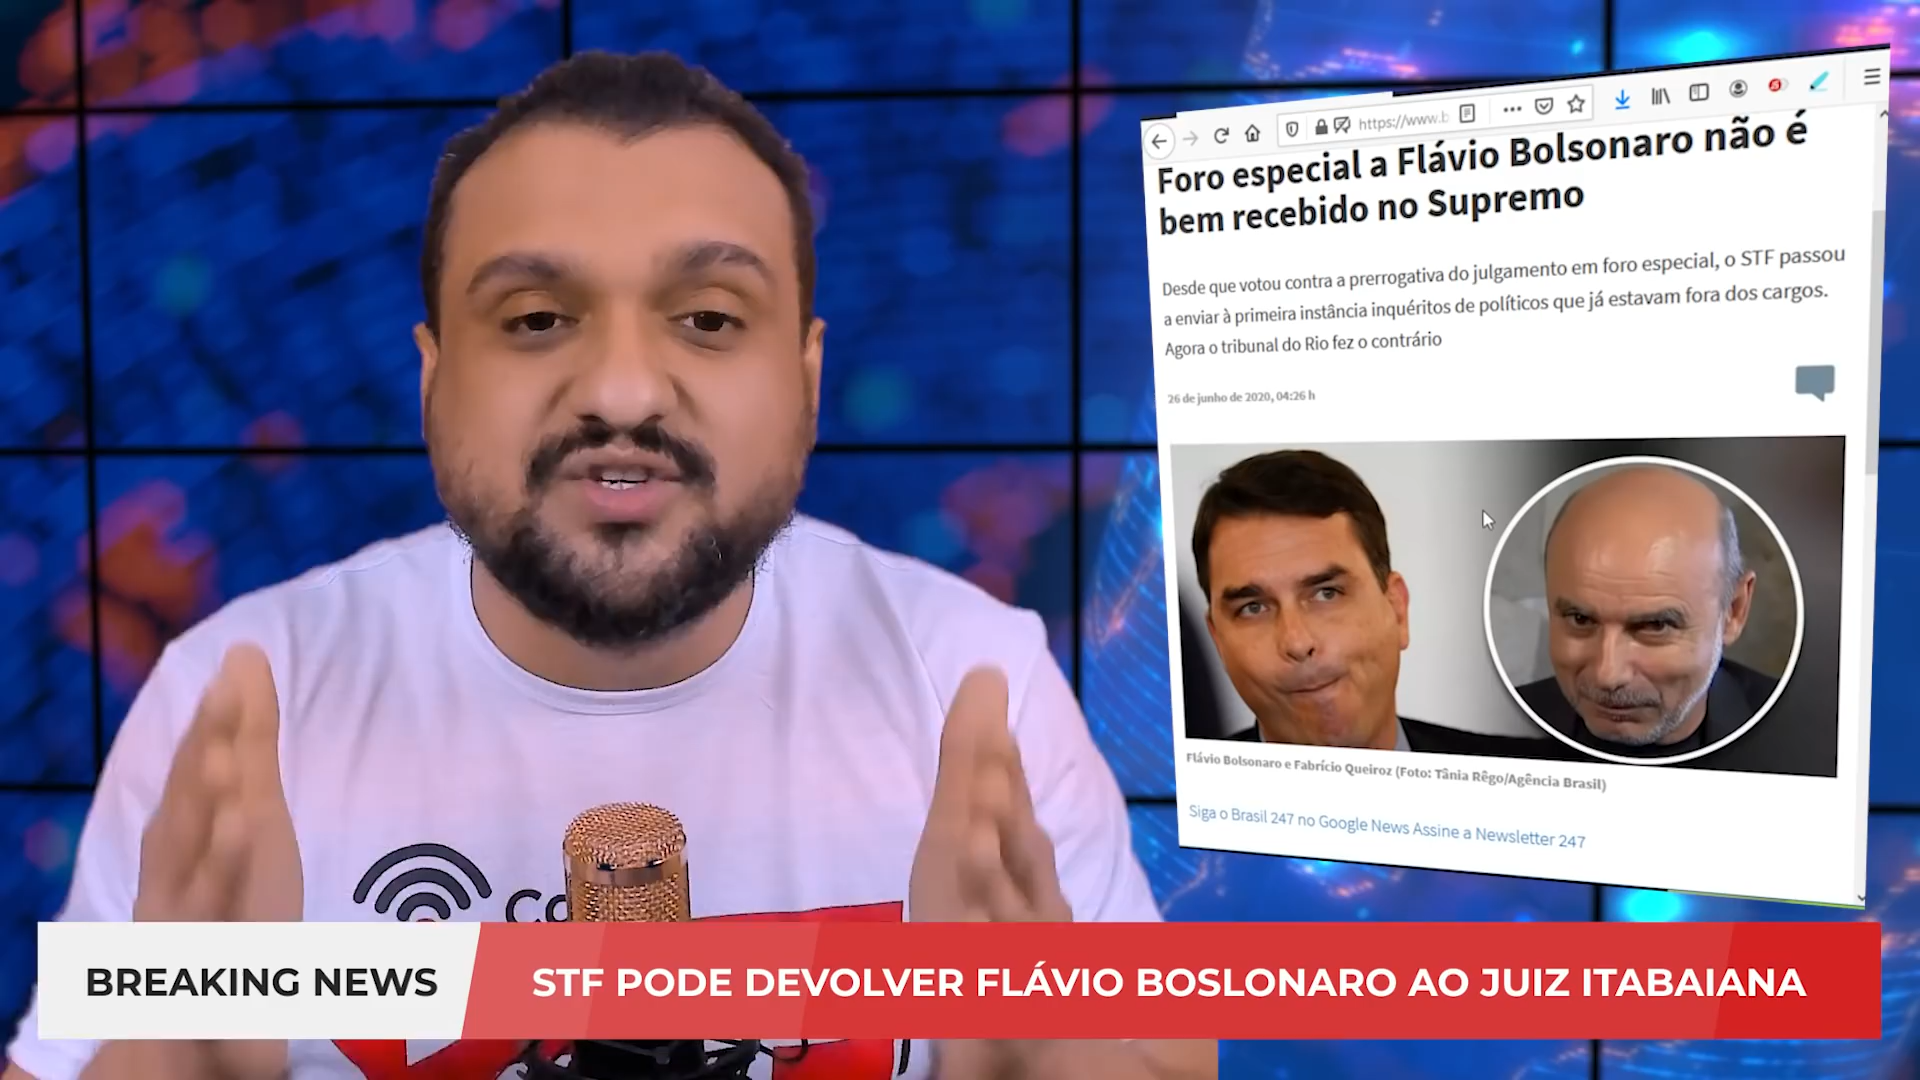 https://www.b
Foro especial a Flávio Bolsonaro não é
bem recebido no Supremo
Desde que votou contra a prerrogativa do julgamento em foro especial, o STF passou
a enviar à primeira instância inquéritos de políticos que já estavam fora dos cargos.
Agora o tribunal do Rio fez o contrário
26 de junho de 2020, 04:26 h
Flávio Bolsonaro e Fabrício Queiroz (Foto: Tânia Rêgo/Agência Brasil)
Siga o Brasil 247 no Google News Assine a Newsletter 247
BREAKING NEWS
STF PODE DEVOLVER FLÁVIO BOSLONARO AO JUIZ ITABAIANA